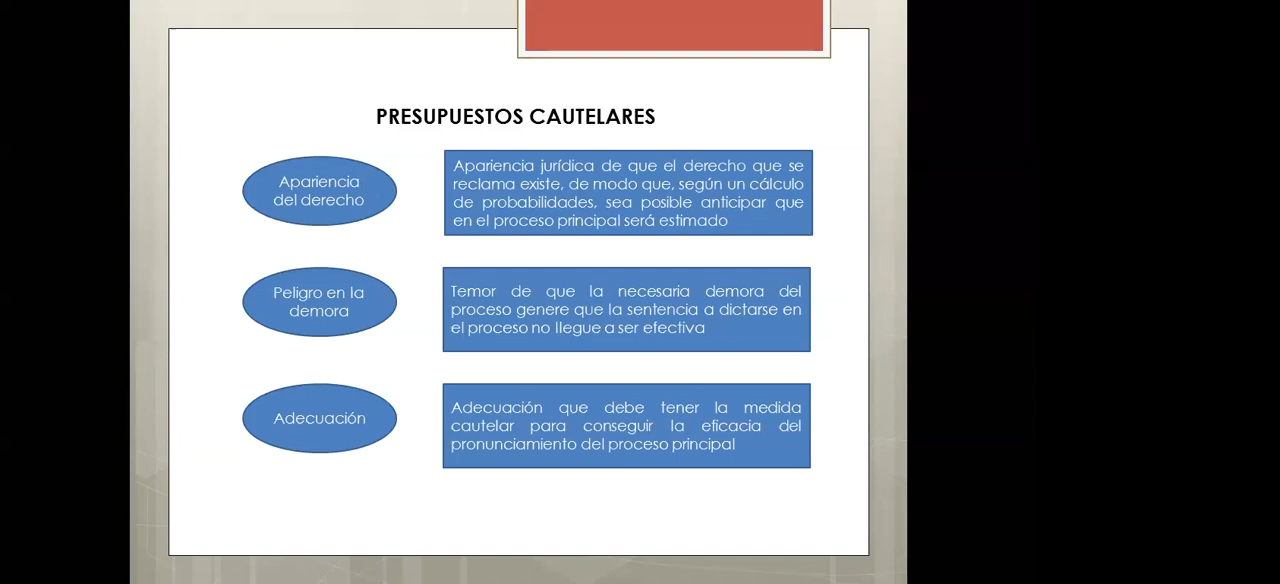 PRESUPUESTOS CAUTELARES
Apariencia
del derecho
Apariencia jurídica de que el derecho que se
reclama existe, de modo que, según un cálculo
de probabilidades, sea posible anticipar que
en el proceso principal será estimado
Peligro en la
demora
Temor de que la necesaria demora del
proceso genere que la sentencia a dictarse en
el proceso no llegue a ser efectiva
Adecuación
Adecuación que debe tener la medida
cautelar para conseguir la eficacia del
pronunciamiento del proceso principal